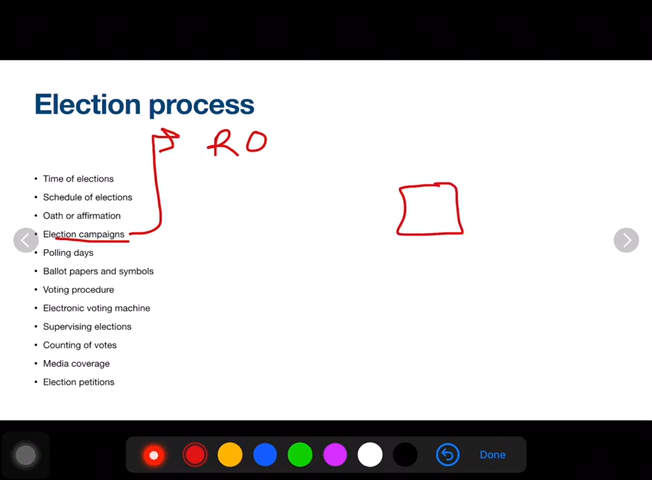 Election process
RO
• Time of elections
• Schedule of elections
• Oath or affirmation
• Election campaigns
• Polling days
• Ballot papers and symbols
• Voting procedure
• Electronic voting machine
• Supervising elections
• Counting of votes
• Media coverage
• Election petitions
Done